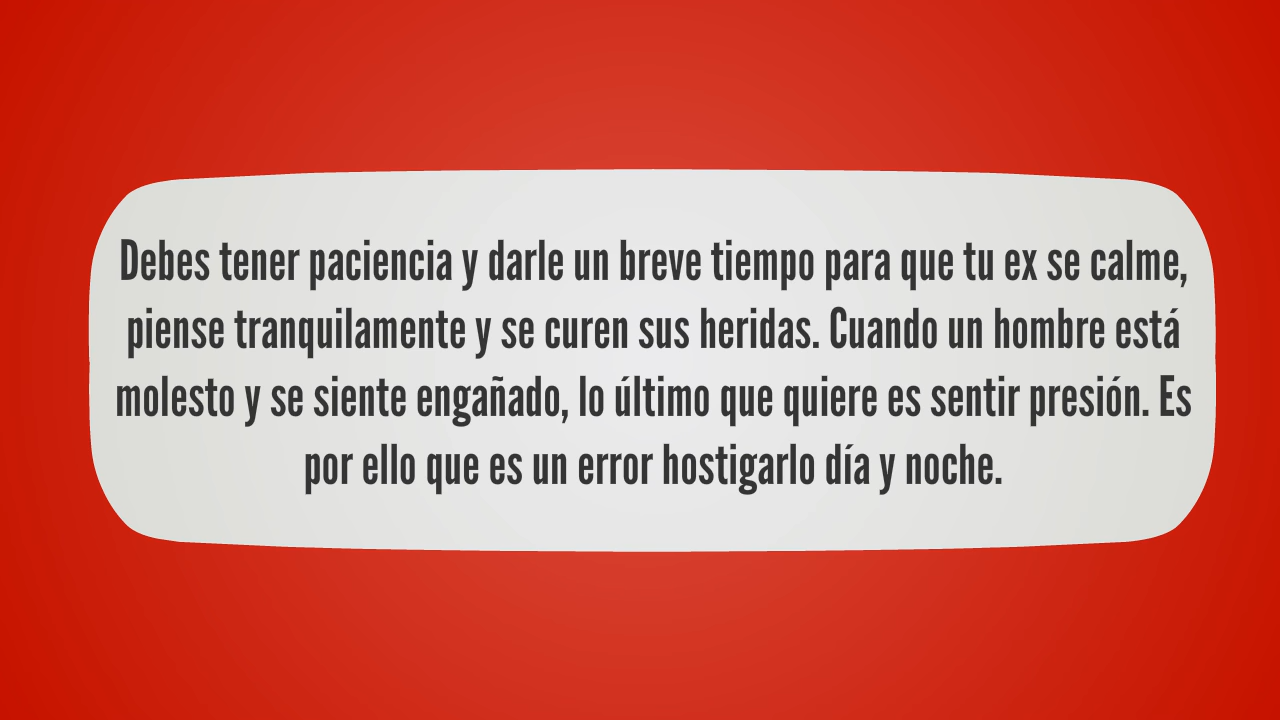 Debes tener paciencia y darle un breve tiempo para que tu ex se calme,
piense tranquilamente y se curen sus heridas. Cuando un hombre está
molesto y se siente engañado, lo último que quiere es sentir presión. Es
por ello que es un error hostigarlo día y noche.